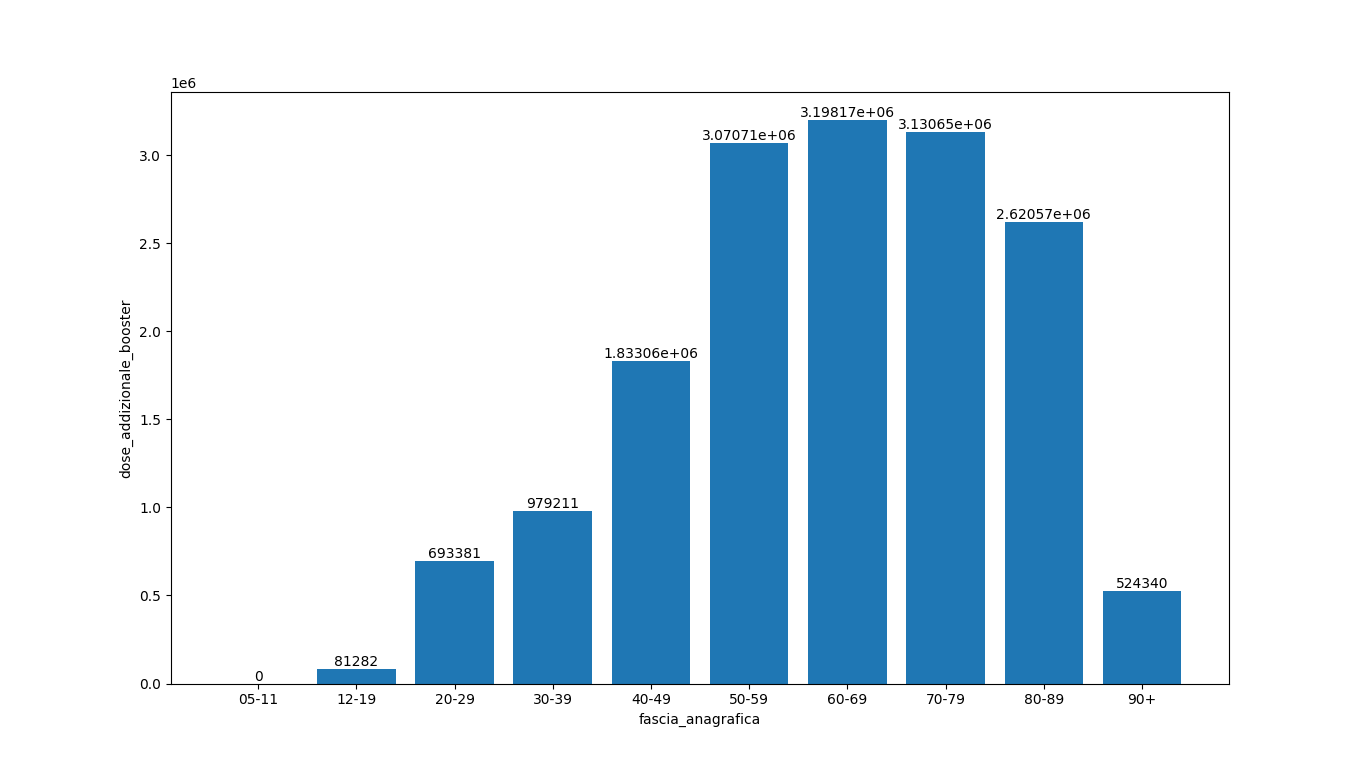 1e6
3.0
2.5
2.0
1.5
1.0
0.5
0.0
dose_addizionale_booster
0
81282
693381
979211
1.83306e+06
3.07071e+06
3.19817e+06
3.13065e+06
2.62057e+06
524340
05-11 12-19 20-29 30-39 40-49 50-59 60-69 70-79 80-89 90+
fascia_anagrafica